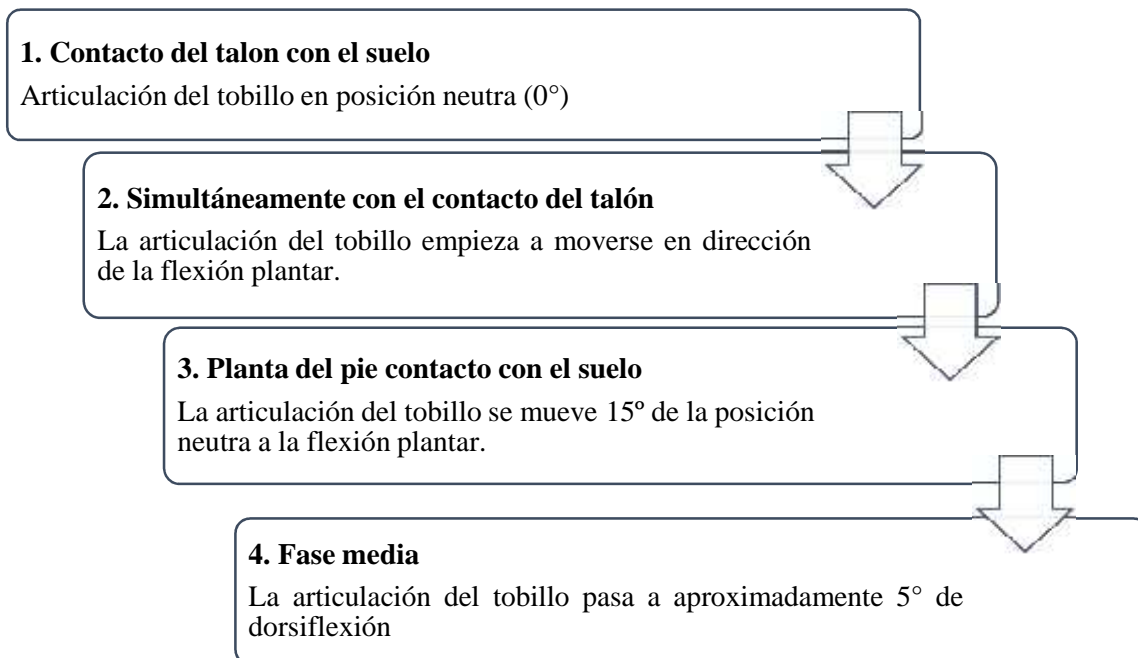 1. Contacto del talon con el suelo
Articulación del tobillo en posición neutra (0°)
2. Simultáneamente con el contacto del talón
La articulación del tobillo empieza a moverse en dirección
de la flexión plantar.
3. Planta del pie contacto con el suelo
La articulación del tobillo se mueve 15º de la posición
neutra a la flexión plantar.
4. Fase media
La articulación del tobillo pasa a aproximadamente 5° de
dorsiflexión